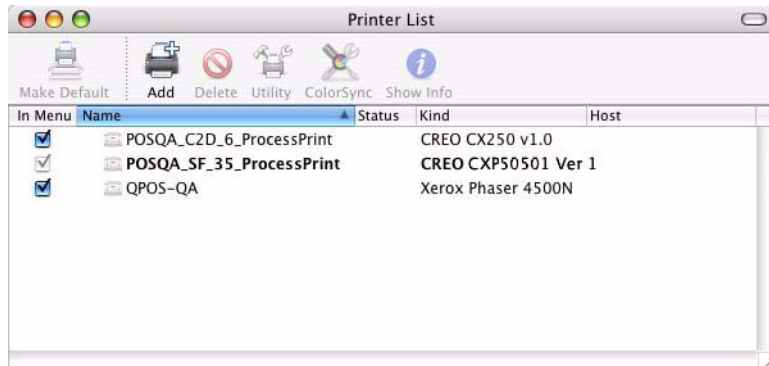 Printer List
Make Default Add Delete Utility ColorSync Show Info
In Menu Name Status Kind Host
POSQA_C2D_6_ProcessPrint CREO CX250 v1.0
POSQA_SF_35_ProcessPrint CREO CXP50501 Ver 1
QPOS-QA Xerox Phaser 4500N